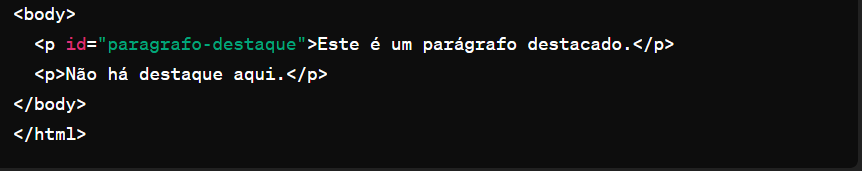 <body>
<p id="paragrafo-destaque">Este é um parágrafo destacado.</p>
<p>Não há destaque aqui.</p>
</body>
</html>